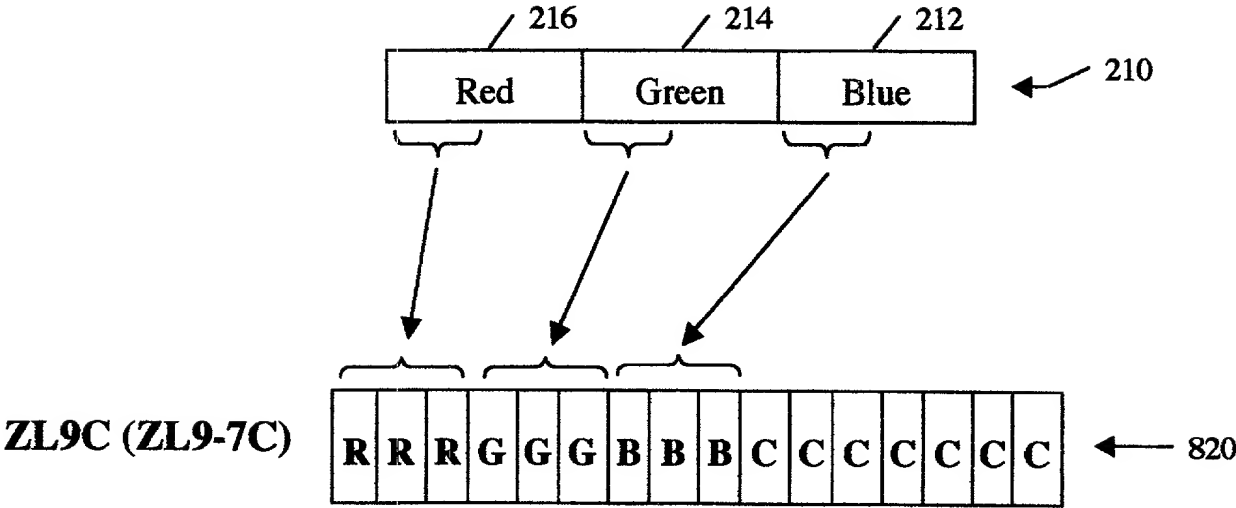 216 214 212
Red Green Blue 210
ZL9C (ZL9-7C) R R R G G G B B B C C C C C C C 820